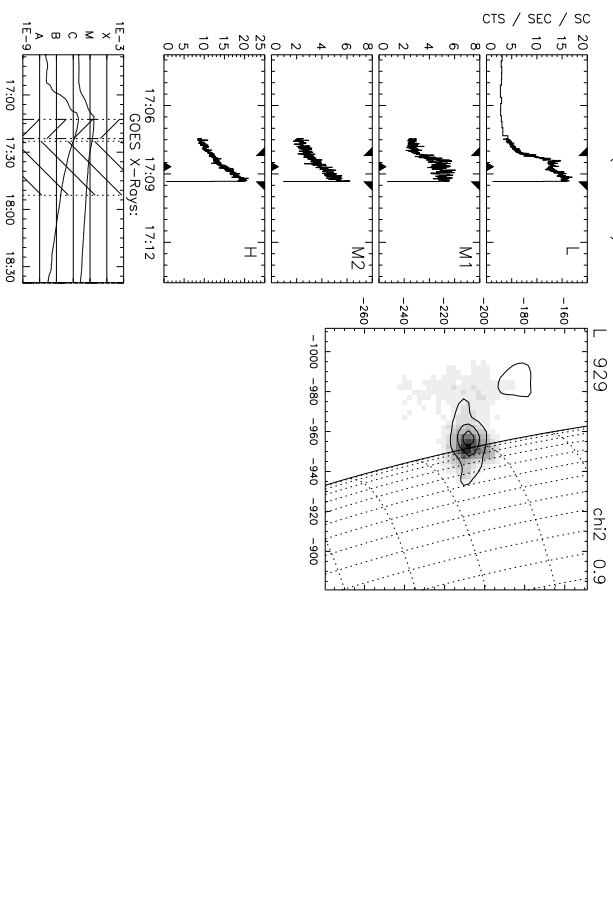 CTS / SEC / SC
L 929 chi2 0.9
0 5 10 15 20
L
0 2 4 6 8
M1
0 2 4 6 8
M2
0 5 10 15 20 25
H
17:06 17:09 17:12
GOES X-Rays:
1E-9 A B C M X 1E-3
17:00 17:30 18:00 18:30
-160
-180
-200
-220
-240
-260
-1000 -980 -960 -940 -920 -900